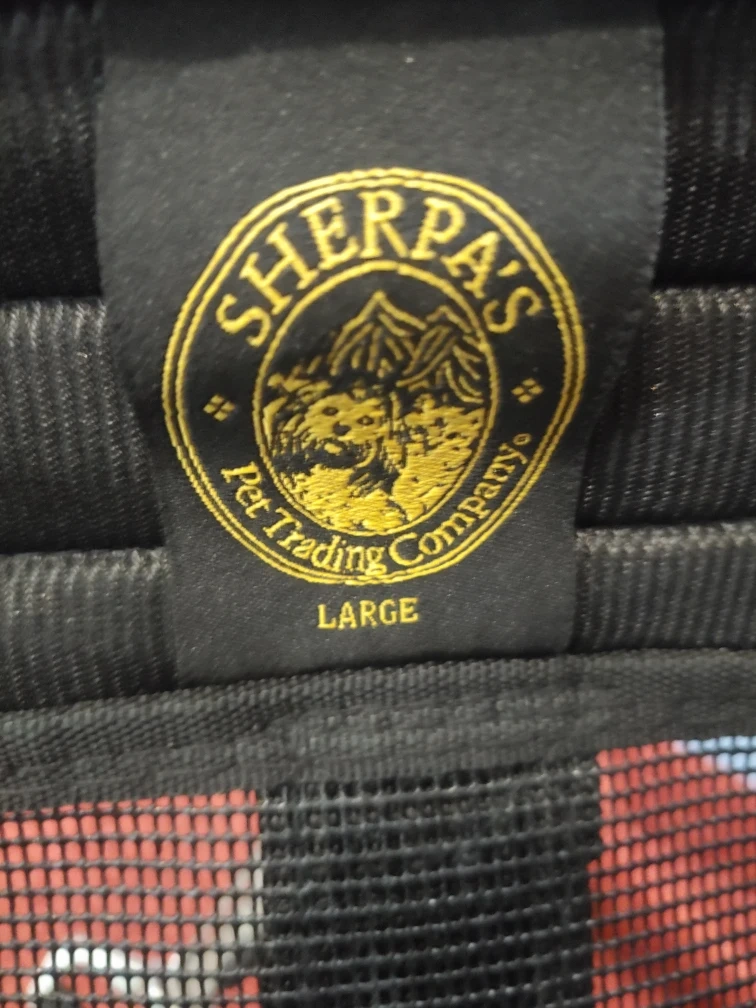 SHERPA'S
Pet Trading Company®
LARGE